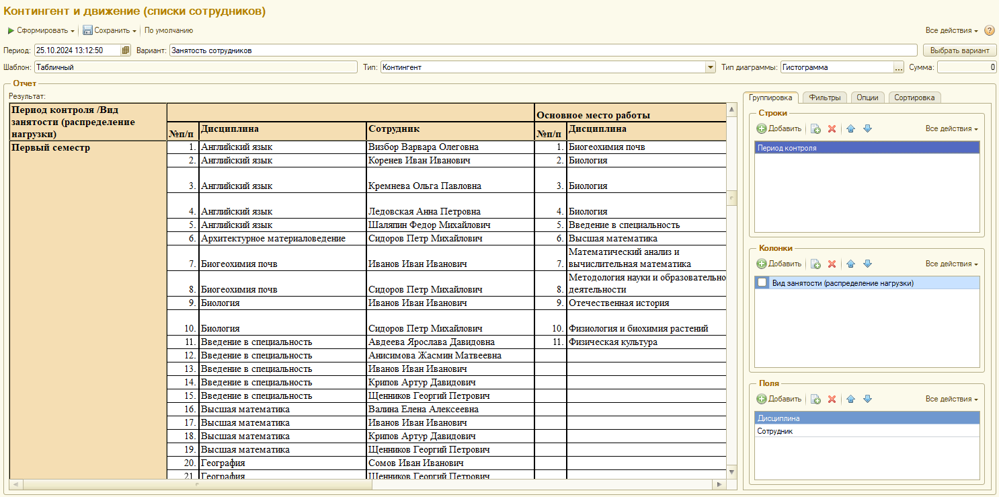 Контингент и движение (списки сотрудников)
Сформировать Сохранить По умолчанию Все действия ?
Период: 25.10.2024 13:12:50 Вариант: Занятость сотрудников Выбрать вариант
Шаблон: Табличный Тип: Контингент Тип диаграммы: Гистограмма ... Сумма: 0
Отчет
Результат:
Период контроля /Вид занятости (распределение нагрузки)
Основное место работы
№п/п Дисциплина Сотрудник №п/п Дисциплина
Первый семестр
1. Английский язык Визбор Варвара Олеговна 1. Биогеохимия почв
2. Английский язык Коренев Иван Иванович 2. Биология
3. Английский язык Кремнева Ольга Павловна 3. Биология
4. Английский язык Ледовская Анна Петровна 4. Биология
5. Английский язык Шаляпин Федор Михайлович 5. Введение в специальность
6. Архитектурное материаловедение Сидоров Петр Михайлович 6. Высшая математика
7. Биогеохимия почв Иванов Иван Иванович 7. Математический анализ и вычислительная математика
8. Биогеохимия почв Сидоров Петр Михайлович 8. Методология науки и образовательно деятельности
9. Биология Иванов Иван Иванович 9. Отечественная история
10. Биология Сидоров Петр Михайлович 10. Физиология и биохимия растений
11. Введение в специальность Авдеева Ярослава Давидовна 11. Физическая культура
12. Введение в специальность Анисимова Жасмин Матвеевна
13. Введение в специальность Иванов Иван Иванович
14. Введение в специальность Крипов Артур Давидович
15. Введение в специальность Щенников Георгий Петрович
16. Высшая математика Валина Елена Алексеевна
17. Высшая математика Иванов Иван Иванович
18. Высшая математика Крипов Артур Давидович
19. Высшая математика Щенников Георгий Петрович
20. География Сомов Иван Иванович
21. География Щенников Георгий Петрович
Группировка Фильтры Опции Сортировка
Строки
Добавить Все действия
Период контроля
Колонки
Добавить Все действия
Вид занятости (распределение нагрузки)
Поля
Добавить Все действия
Дисциплина
Сотрудник